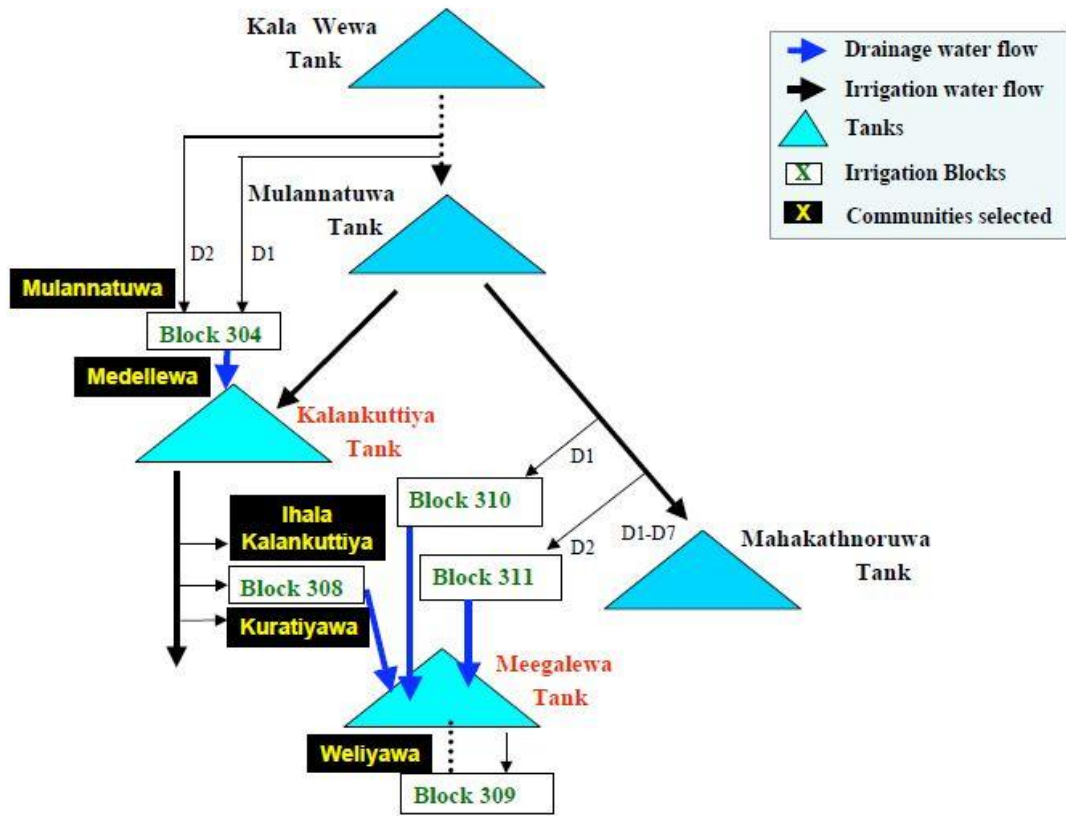 Kala Wewa
Tank
Drainage water flow
Irrigation water flow
Tanks
X
Irrigation Blocks
X
Communities selected
Mulannatuwa
Tank
D2
D1
Mulannatuwa
Block 304
Medellewa
Kalankuttiya
Tank
D1
Block 310
Ihala
Kalankuttiya
D2
D1-D7
Mahakathnoruwa
Tank
Block 311
Block 308
Kuratiyawa
Meegalewa
Tank
Weliyawa
Block 309